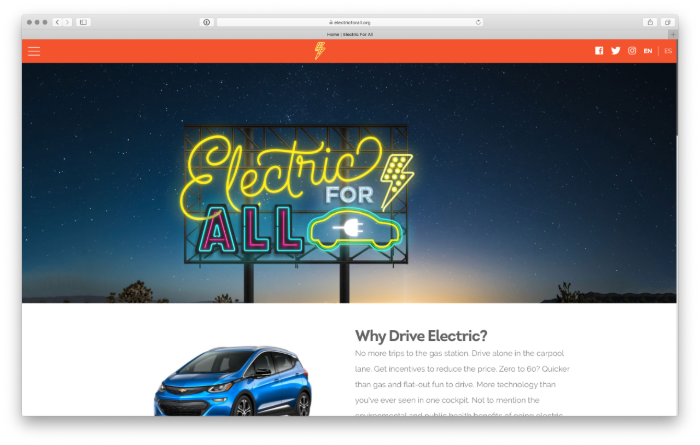 electricforall.org
Home | Electric For All
EN | ES
Electric
FOR
ALL
Why Drive Electric?
No more trips to the gas station. Drive alone in the carpool
lane. Get incentives to reduce the price. Zero to 60? Quicker
than gas and flat-out fun to drive. More technology than
you've ever seen in one cockpit. Not to mention the
environmental and public health benefits of going electric